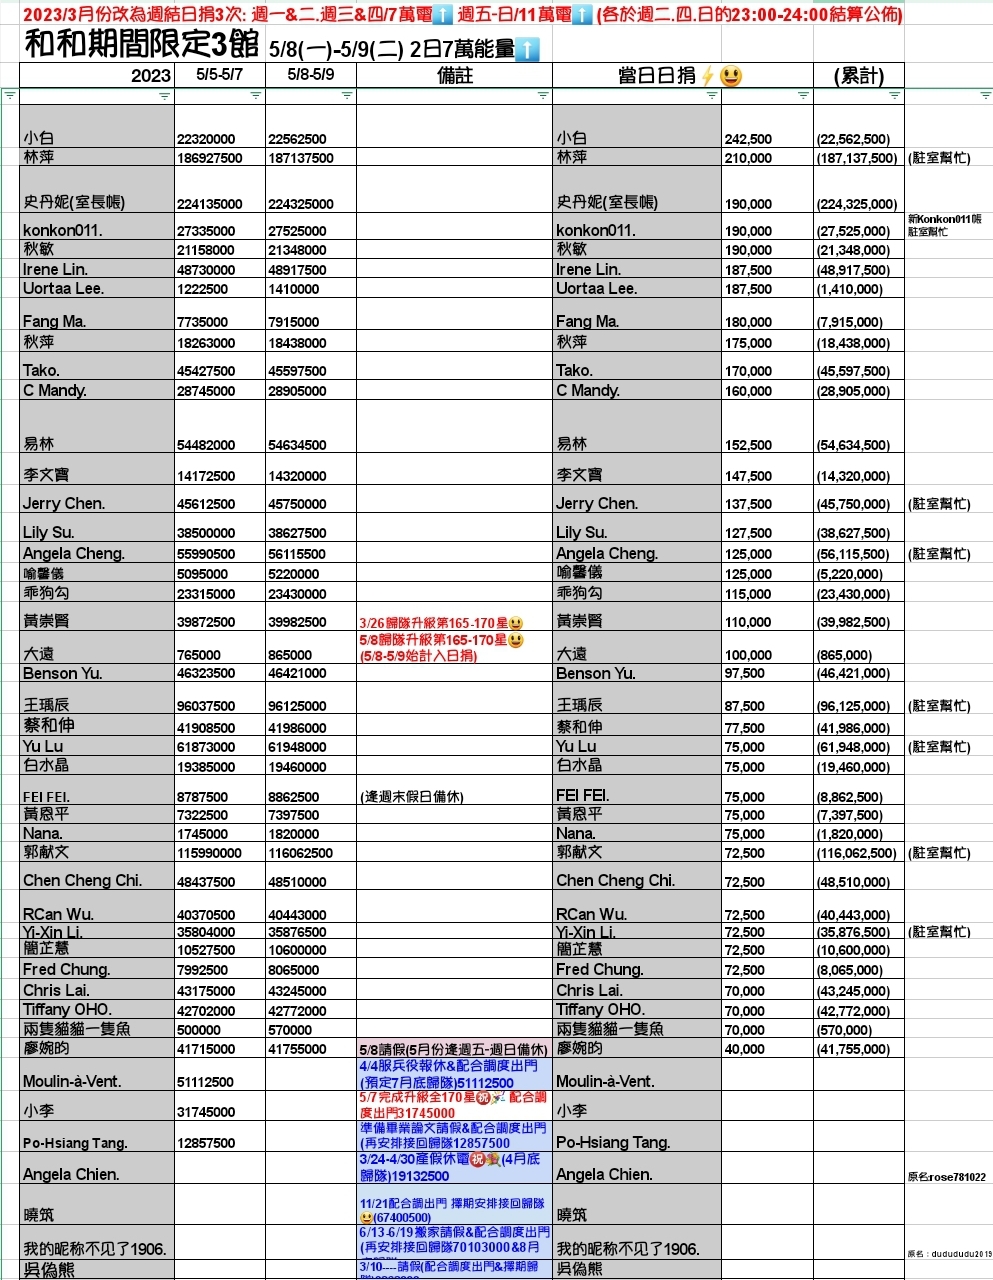 2023/3月份改為週結日捐3次: 週一&二.週三&四/7萬電⬆️ 週五-日/11萬電⬆️ (各於週二.四.日的23:00-24:00結算公佈)
和和期間限定3館 5/8(一)-5/9(二) 2日7萬能量⬆️
2023 5/5-5/7 5/8-5/9 備註 當日日捐⚡😃 (累計)
小白 22320000 22562500 小白 242,500 (22,562,500)
林萍 186927500 187137500 林萍 210,000 (187,137,500) (駐室幫忙)
史丹妮(室長帳) 224135000 224325000 史丹妮(室長帳) 190,000 (224,325,000)
konkon011. 27335000 27525000 konkon011. 190,000 (27,525,000) 新Konkon011帳
駐室幫忙
秋敏 21158000 21348000 秋敏 190,000 (21,348,000)
Irene Lin. 48730000 48917500 Irene Lin. 187,500 (48,917,500)
Uortaa Lee. 1222500 1410000 Uortaa Lee. 187,500 (1,410,000)
Fang Ma. 7735000 7915000 Fang Ma. 180,000 (7,915,000)
秋萍 18263000 18438000 秋萍 175,000 (18,438,000)
Tako. 45427500 45597500 Tako. 170,000 (45,597,500)
C Mandy. 28745000 28905000 C Mandy. 160,000 (28,905,000)
易林 54482000 54634500 易林 152,500 (54,634,500)
李文寶 14172500 14320000 李文寶 147,500 (14,320,000)
Jerry Chen. 45612500 45750000 Jerry Chen. 137,500 (45,750,000) (駐室幫忙)
Lily Su. 38500000 38627500 Lily Su. 127,500 (38,627,500)
Angela Cheng. 55990500 56115500 Angela Cheng. 125,000 (56,115,500) (駐室幫忙)
喻馨儀 5095000 5220000 喻馨儀 125,000 (5,220,000)
乖狗勾 23315000 23430000 乖狗勾 115,000 (23,430,000)
黃崇賢 39872500 39982500 3/26歸隊升級第165-170星😃 黃崇賢 110,000 (39,982,500)
5/8歸隊升級第165-170星😃
大遠 765000 865000 (5/8-5/9始計入日捐) 大遠 100,000 (865,000)
Benson Yu. 46323500 46421000 Benson Yu. 97,500 (46,421,000)
王瑀辰 96037500 96125000 王瑀辰 87,500 (96,125,000) (駐室幫忙)
蔡和伸 41908500 41986000 蔡和伸 77,500 (41,986,000)
Yu Lu 61873000 61948000 Yu Lu 75,000 (61,948,000) (駐室幫忙)
白水晶 19385000 19460000 白水晶 75,000 (19,460,000)
FEI FEI. 8787500 8862500 (逢週末假日備休) FEI FEI. 75,000 (8,862,500)
黃恩平 7322500 7397500 黃恩平 75,000 (7,397,500)
Nana. 1745000 1820000 Nana. 75,000 (1,820,000)
郭献文 115990000 116062500 郭献文 72,500 (116,062,500) (駐室幫忙)
Chen Cheng Chi. 48437500 48510000 Chen Cheng Chi. 72,500 (48,510,000)
RCan Wu. 40370500 40443000 RCan Wu. 72,500 (40,443,000)
Yi-Xin Li. 35804000 35876500 Yi-Xin Li. 72,500 (35,876,500) (駐室幫忙)
簡芷慧 10527500 10600000 簡芷慧 72,500 (10,600,000)
Fred Chung. 7992500 8065000 Fred Chung. 72,500 (8,065,000)
Chris Lai. 43175000 43245000 Chris Lai. 70,000 (43,245,000)
Tiffany OHO. 42702000 42772000 Tiffany OHO. 70,000 (42,772,000)
兩隻貓貓一隻魚 500000 570000 兩隻貓貓一隻魚 70,000 (570,000)
廖婉昀 41715000 41755000 5/8請假(5月份逢週五-週日備休) 廖婉昀 40,000 (41,755,000)
4/4服兵役報休&配合調度出門
Moulin-à-Vent. 51112500 (預定7月底歸隊)51112500 Moulin-à-Vent.
5/7完成升級全170星㊗️🎉 配合調
小李 31745000 度出門31745000 小李
準備畢業論文請假&配合調度出門
Po-Hsiang Tang. 12857500 (再安排接回歸隊12857500 Po-Hsiang Tang.
3/24-4/30產假休電㊗️💐(4月底
Angela Chien. 歸隊)19132500 Angela Chien. 原名:rose781022
11/21配合調出門 擇期安排接回歸隊
曉筑 😃(67400500) 曉筑
6/13-6/19搬家請假&配合調度出門
我的昵称不见了1906. (再安排接回歸隊70103000&8月 我的昵称不见了1906. 原名：dudududu2019
吳偽熊 3/10----請假(配合調度出門&擇期歸 吳偽熊